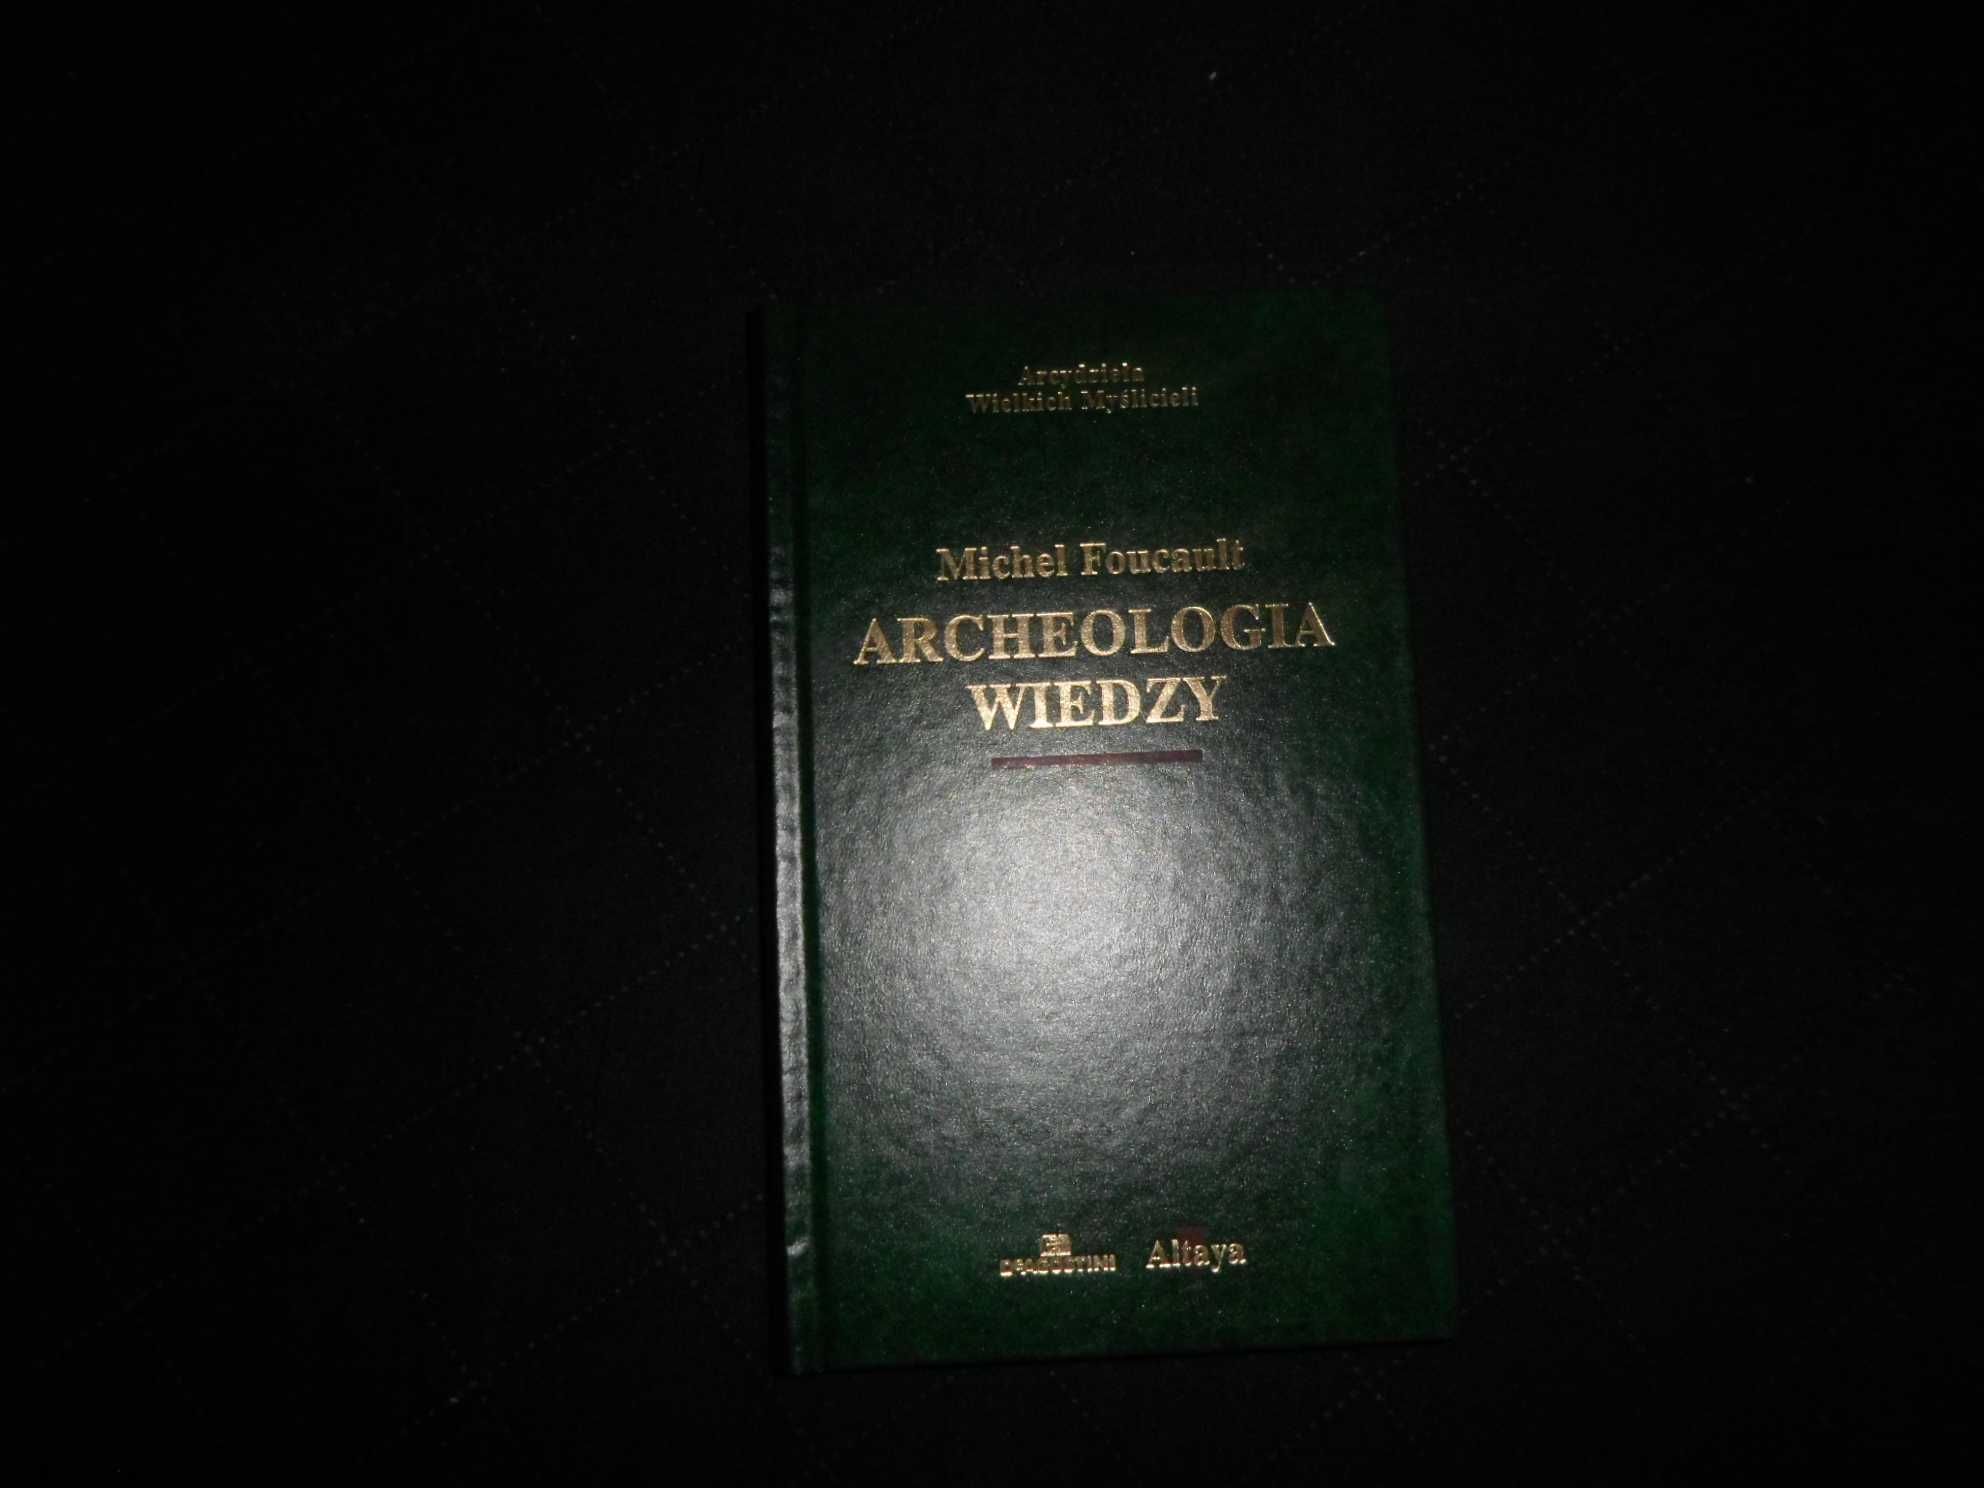 Arcydzieła
Wielkich Myślicieli
Michel Foucault
ARCHEOLOGIA
WIEDZY
DeAGOSTINI Altaya